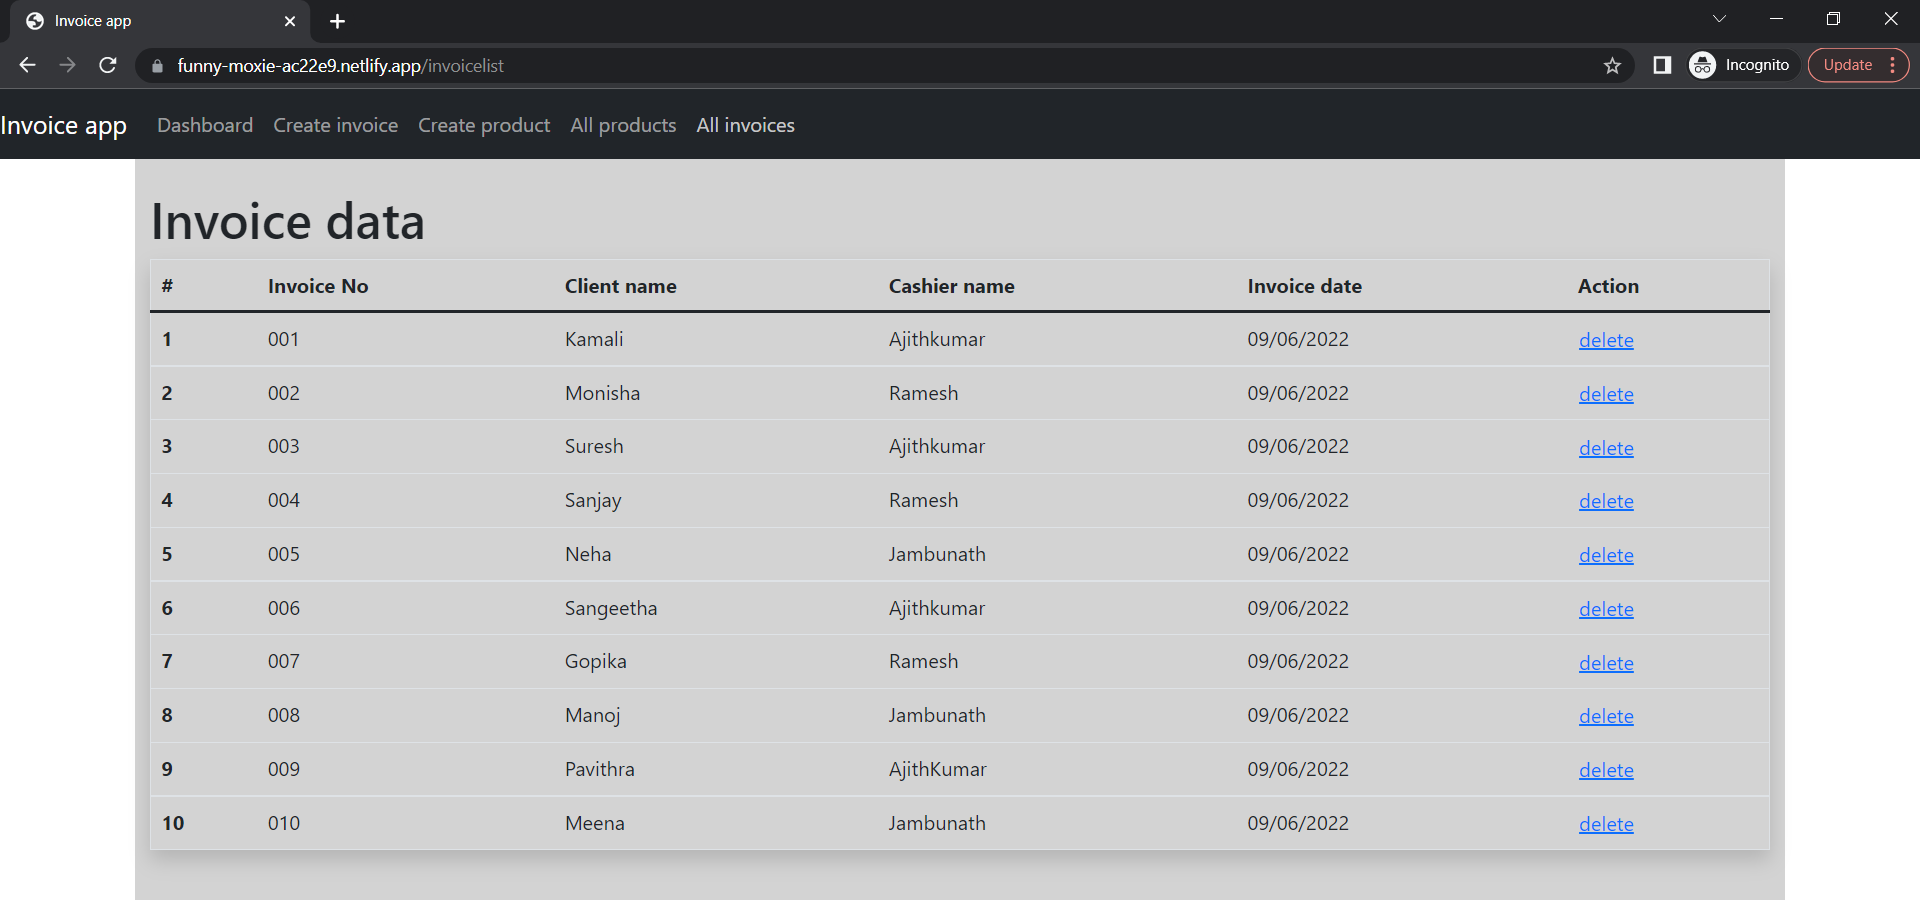 Invoice app
funny-moxie-ac22e9.netlify.app/invoicelist
Incognito
Update
Invoice app Dashboard Create invoice Create product All products All invoices
Invoice data
# Invoice No Client name Cashier name Invoice date Action
1 001 Kamali Ajithkumar 09/06/2022 delete
2 002 Monisha Ramesh 09/06/2022 delete
3 003 Suresh Ajithkumar 09/06/2022 delete
4 004 Sanjay Ramesh 09/06/2022 delete
5 005 Neha Jambunath 09/06/2022 delete
6 006 Sangeetha Ajithkumar 09/06/2022 delete
7 007 Gopika Ramesh 09/06/2022 delete
8 008 Manoj Jambunath 09/06/2022 delete
9 009 Pavithra AjithKumar 09/06/2022 delete
10 010 Meena Jambunath 09/06/2022 delete